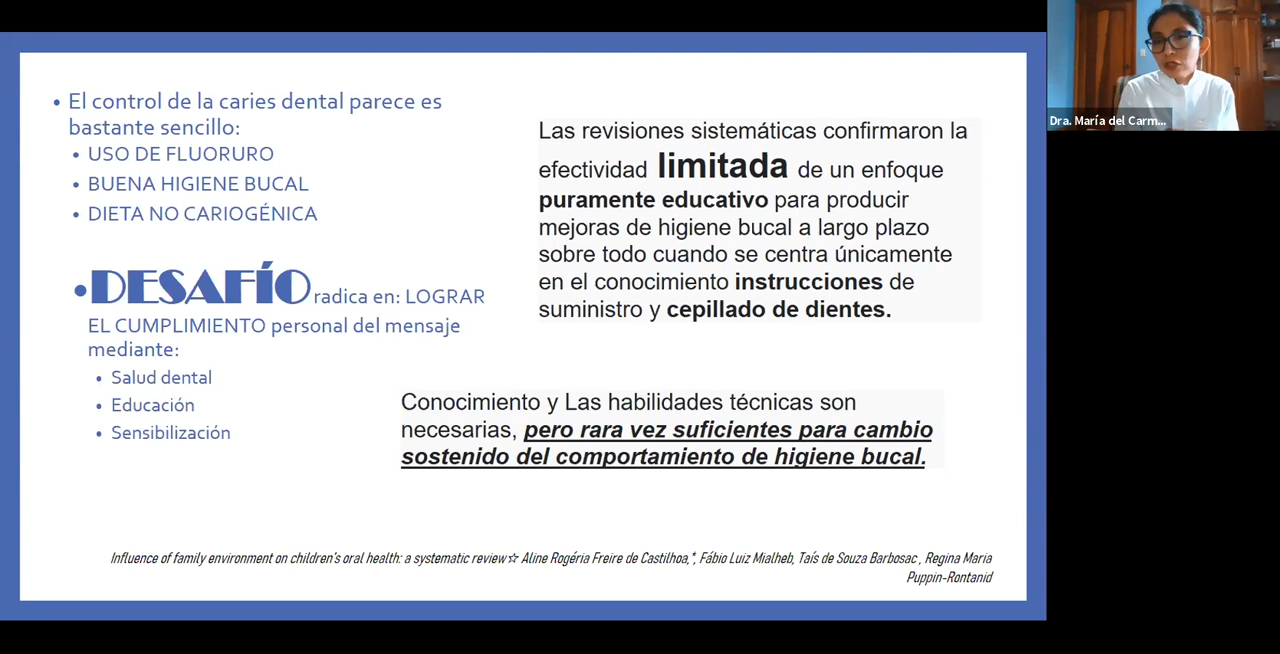 • El control de la caries dental parece es
bastante sencillo:
• USO DE FLUORURO
• BUENA HIGIENE BUCAL
• DIETA NO CARIOGÉNICA
•DESAFÍO radica en: LOGRAR
EL CUMPLIMIENTO personal del mensaje
mediante:
• Salud dental
• Educación
• Sensibilización
Las revisiones sistemáticas confirmaron la
efectividad limitada de un enfoque
puramente educativo para producir
mejoras de higiene bucal a largo plazo
sobre todo cuando se centra únicamente
en el conocimiento instrucciones de
suministro y cepillado de dientes.
Conocimiento y Las habilidades técnicas son
necesarias, pero rara vez suficientes para cambio
sostenido del comportamiento de higiene bucal.
Influence of family environment on children's oral health: a systematic review☆ Aline Rogéria Freire de Castilhoa,*, Fábio Luiz Mialheb, Taís de Souza Barbosac , Regina Maria
Puppin-Rontanid
Dra. María del Carm...